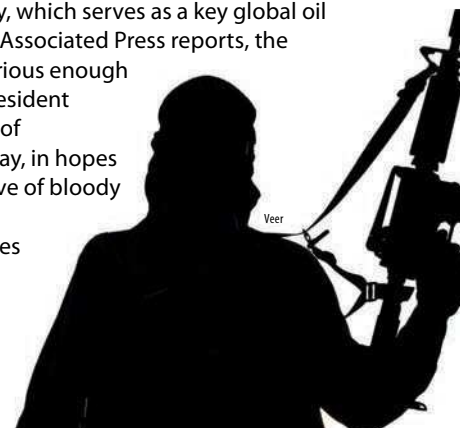 y, which serves as a key global oil
Associated Press reports, the
rious enough
esident
of
ay, in hopes
ve of bloody
Veer
es